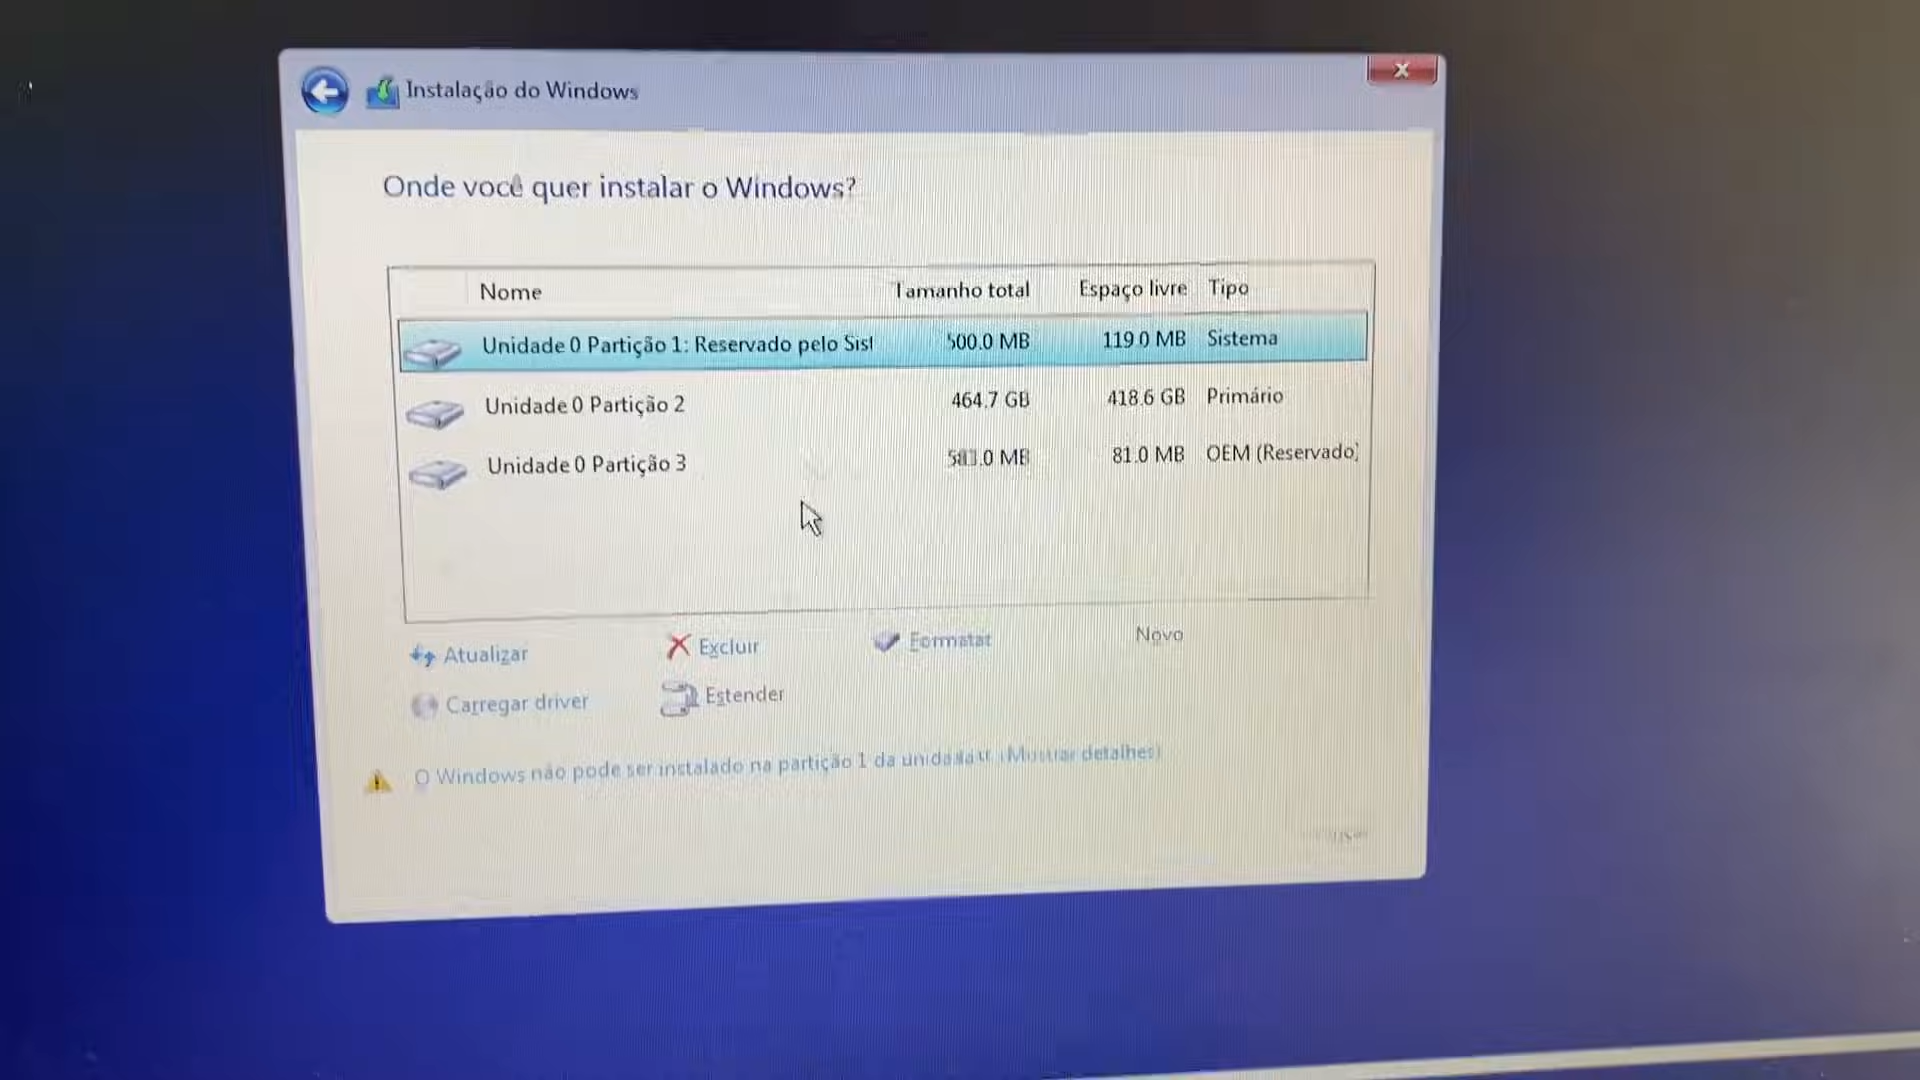 Instalação do Windows
Onde você quer instalar o Windows?
Nome Tamanho total Espaço livre Tipo
Unidade 0 Partição 1: Reservado pelo Sist 500.0 MB 119.0 MB Sistema
Unidade 0 Partição 2 464.7 GB 418.6 GB Primário
Unidade 0 Partição 3 MB 81.0 MB OEM (Reservado)
Atualizar Excluir Formatar Novo
Carregar driver Estender
O Windows não pode ser instalado na partição 1 da unidade (Mostrar detalhes)